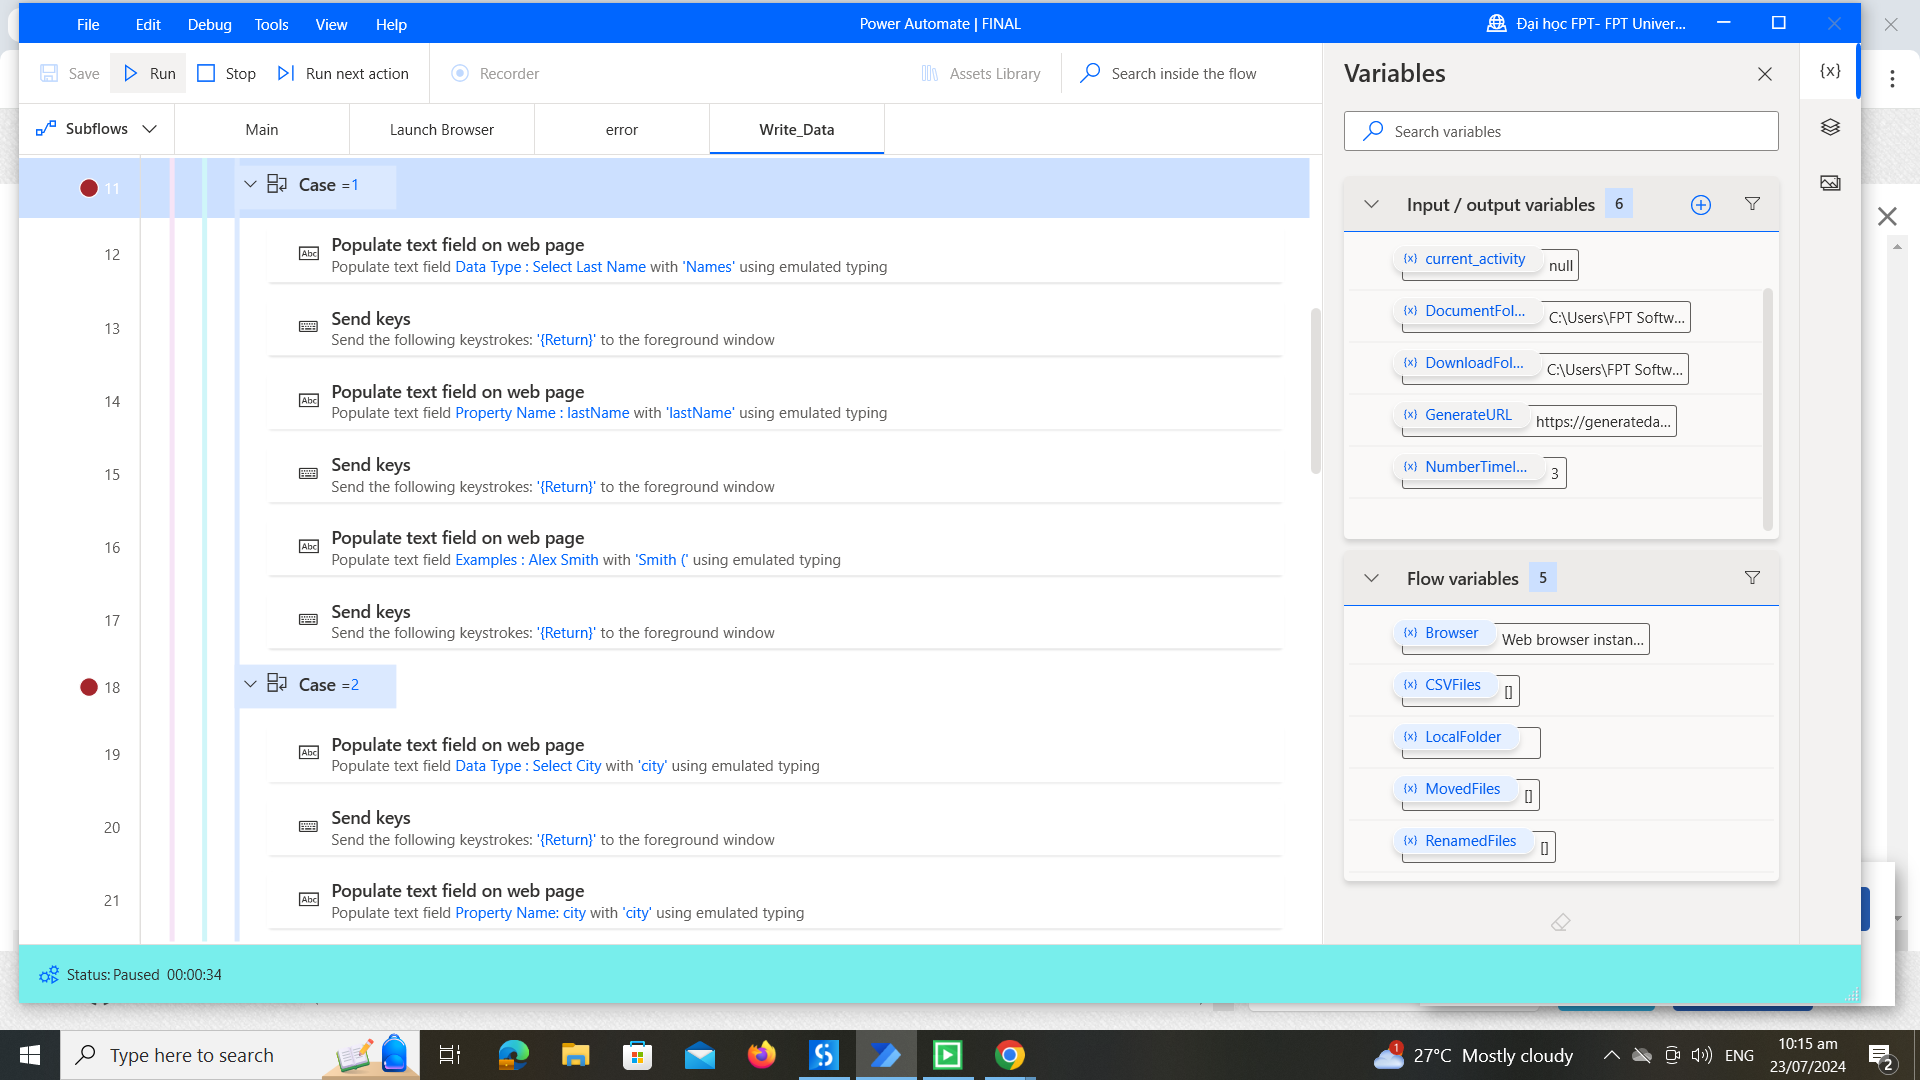 File Edit Debug Tools View Help Power Automate | FINAL Đại học FPT- FPT Univer...
Save Run Stop Run next action Recorder Assets Library Search inside the flow
Subflows Main Launch Browser error Write_Data
11 Case =1
12 Populate text field on web page
Populate text field Data Type : Select Last Name with 'Names' using emulated typing
13 Send keys
Send the following keystrokes: '{Return}' to the foreground window
14 Populate text field on web page
Populate text field Property Name : lastName with 'lastName' using emulated typing
15 Send keys
Send the following keystrokes: '{Return}' to the foreground window
16 Populate text field on web page
Populate text field Examples : Alex Smith with 'Smith (' using emulated typing
17 Send keys
Send the following keystrokes: '{Return}' to the foreground window
18 Case =2
19 Populate text field on web page
Populate text field Data Type : Select City with 'city' using emulated typing
20 Send keys
Send the following keystrokes: '{Return}' to the foreground window
21 Populate text field on web page
Populate text field Property Name: city with 'city' using emulated typing
Variables
{x}
Search variables
Input / output variables 6
{x} current_activity null
{x} DocumentFol... C:\Users\FPT Softw...
{x} DownloadFol... C:\Users\FPT Softw...
{x} GenerateURL https://generateda...
{x} NumberTimeI... 3
Flow variables 5
{x} Browser Web browser instan...
{x} CSVFiles []
{x} LocalFolder
{x} MovedFiles []
{x} RenamedFiles []
Status: Paused 00:00:34
Type here to search
1 27°C Mostly cloudy ENG 10:15 am
23/07/2024 2